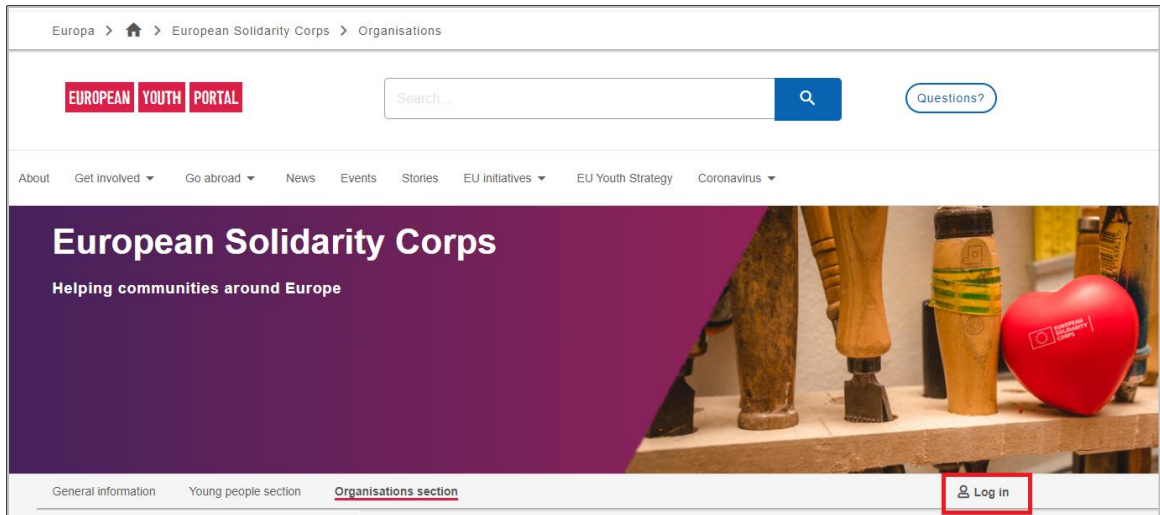 Europa > > European Solidarity Corps > Organisations
EUROPEAN YOUTH PORTAL
Search...
Questions?
About Get involved Go abroad News Events Stories EU initiatives EU Youth Strategy Coronavirus
European Solidarity Corps
Helping communities around Europe
EUROPEAN
SOLIDARITY
CORPS
General information Young people section Organisations section Log in